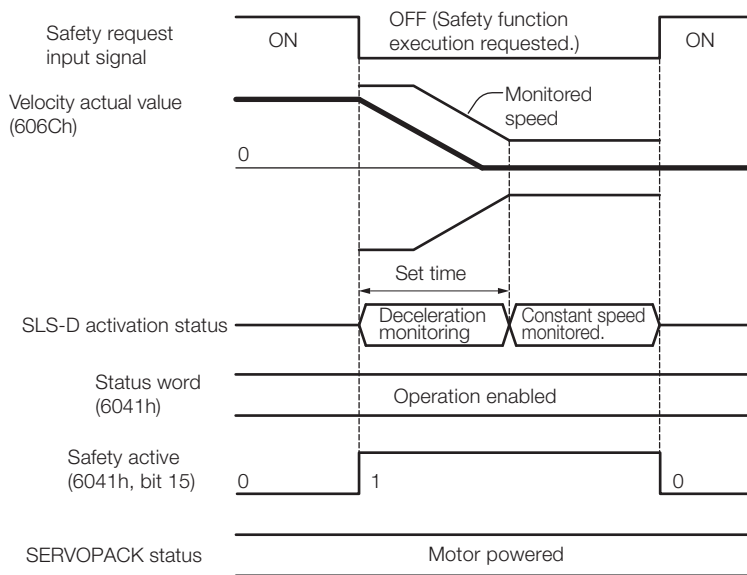 Safety request
input signal
ON
OFF (Safety function
execution requested.)
ON
Velocity actual value
(606Ch)
Monitored
speed
0
Set time
SLS-D activation status
Deceleration
monitoring
Constant speed
monitored.
Status word
(6041h)
Operation enabled
Safety active
(6041h, bit 15)
0
1
0
SERVOPACK status
Motor powered